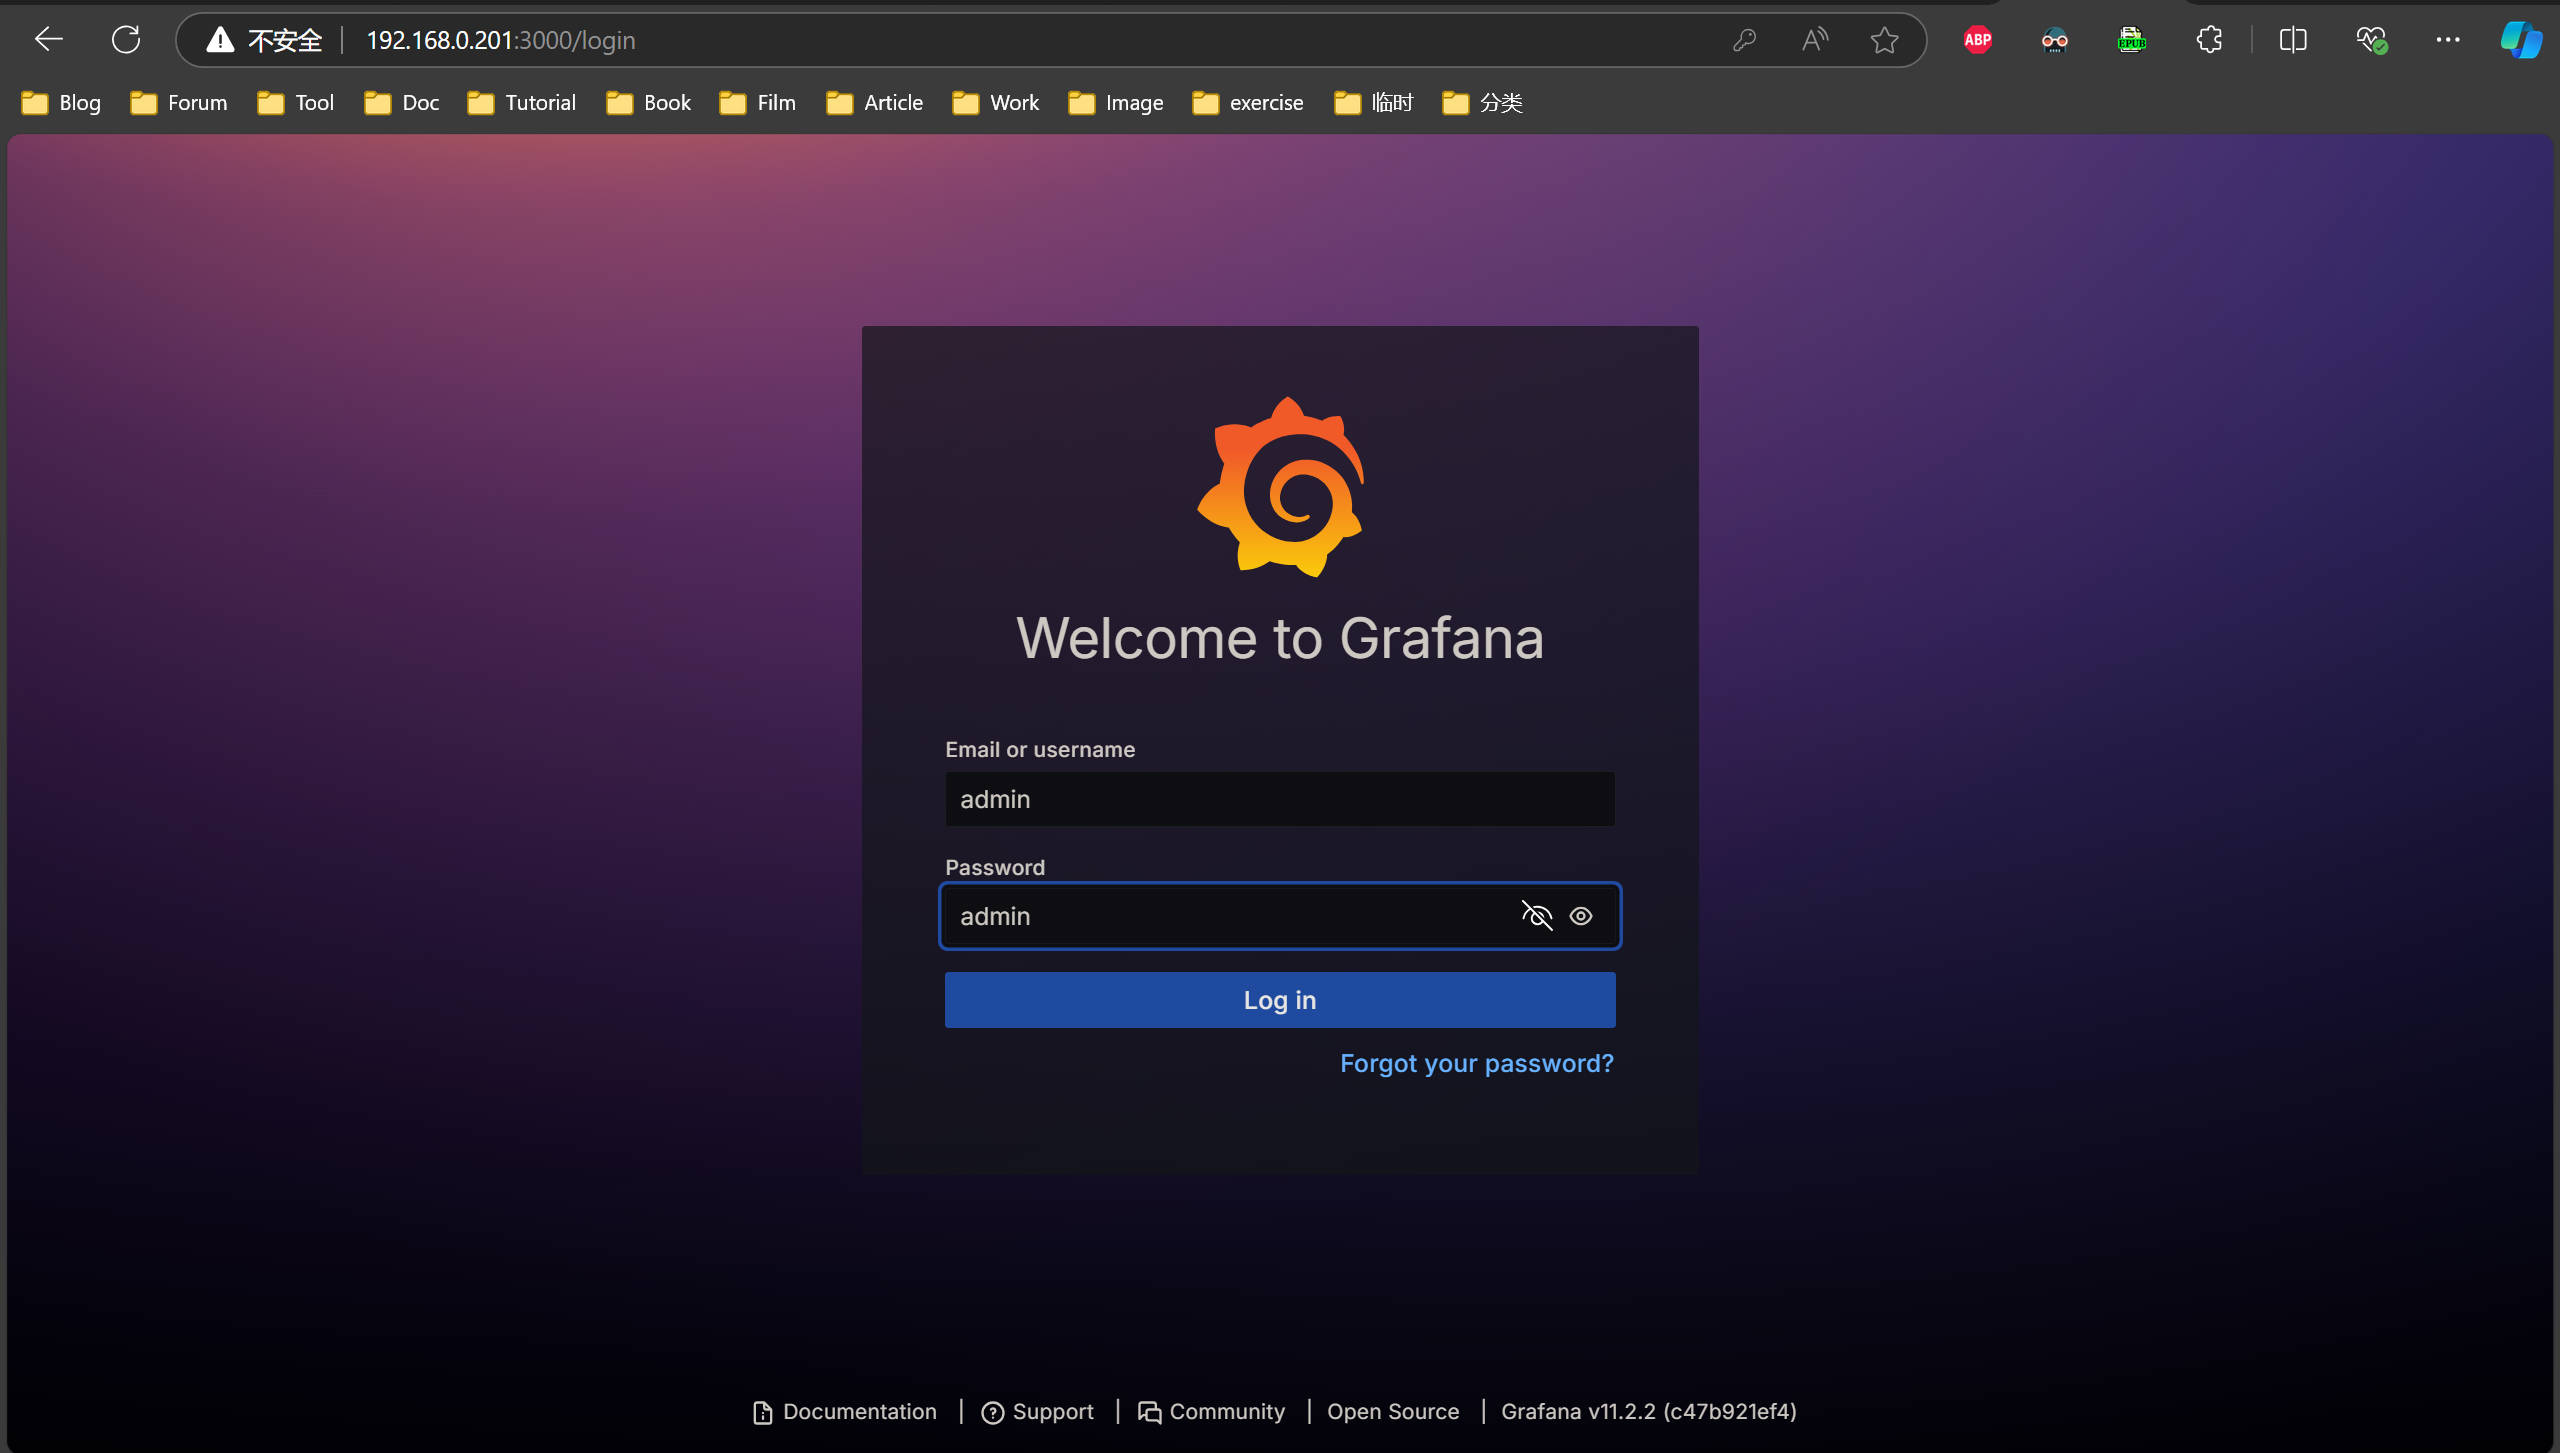 不安全 192.168.0.201:3000/login ABP EPUB
Blog Forum Tool Doc Tutorial Book Film Article Work Image exercise 临时 分类
Welcome to Grafana
Email or username
admin
Password
admin
Log in
Forgot your password?
Documentation | Support | Community | Open Source | Grafana v11.2.2 (c47b921ef4)